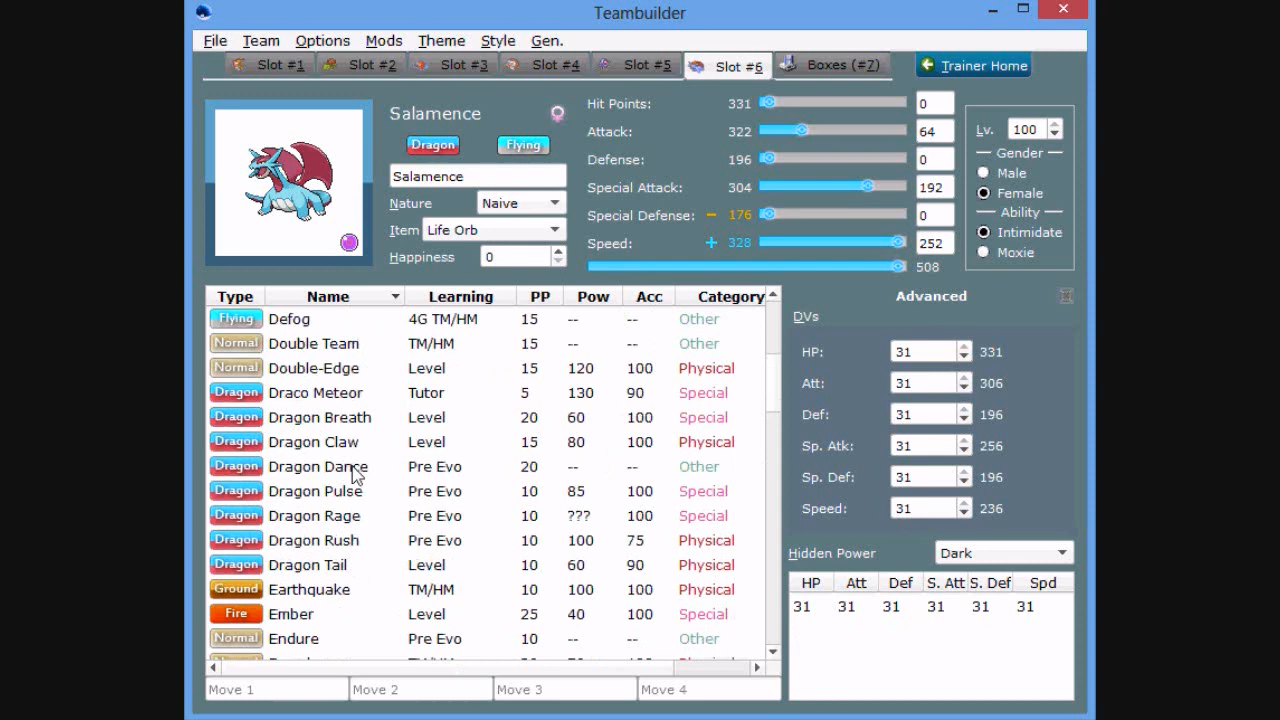 Teambuilder
File Team Options Mods Theme Style Gen.
Slot #1 Slot #2 Slot #3 Slot #4 Slot #5 Slot #6 Boxes (#7) Trainer Home
Salamence
Dragon Flying
Salamence
Nature Naive
Item Life Orb
Happiness 0
Hit Points: 331 0
Attack: 322 64
Defense: 196 0
Special Attack: 304 192
Special Defense: - 176 0
Speed: + 328 252
508
Lv. 100
Gender
Male
Female
Ability
Intimidate
Moxie
Type Name Learning PP Pow Acc Category
Flying Defog 4G TM/HM 15 -- -- Other
Normal Double Team TM/HM 15 -- -- Other
Normal Double-Edge Level 15 120 100 Physical
Dragon Draco Meteor Tutor 5 130 90 Special
Dragon Dragon Breath Level 20 60 100 Special
Dragon Dragon Claw Level 15 80 100 Physical
Dragon Dragon Dance Pre Evo 20 -- -- Other
Dragon Dragon Pulse Pre Evo 10 85 100 Special
Dragon Dragon Rage Pre Evo 10 ??? 100 Special
Dragon Dragon Rush Pre Evo 10 100 75 Physical
Dragon Dragon Tail Level 10 60 90 Physical
Ground Earthquake TM/HM 10 100 100 Physical
Fire Ember Level 25 40 100 Special
Normal Endure Pre Evo 10 -- -- Other
Move 1 Move 2 Move 3 Move 4
Advanced
DVs
HP: 31 331
Att: 31 306
Def: 31 196
Sp. Atk: 31 256
Sp. Def: 31 196
Speed: 31 236
Hidden Power Dark
HP Att Def S. Att S. Def Spd
31 31 31 31 31 31